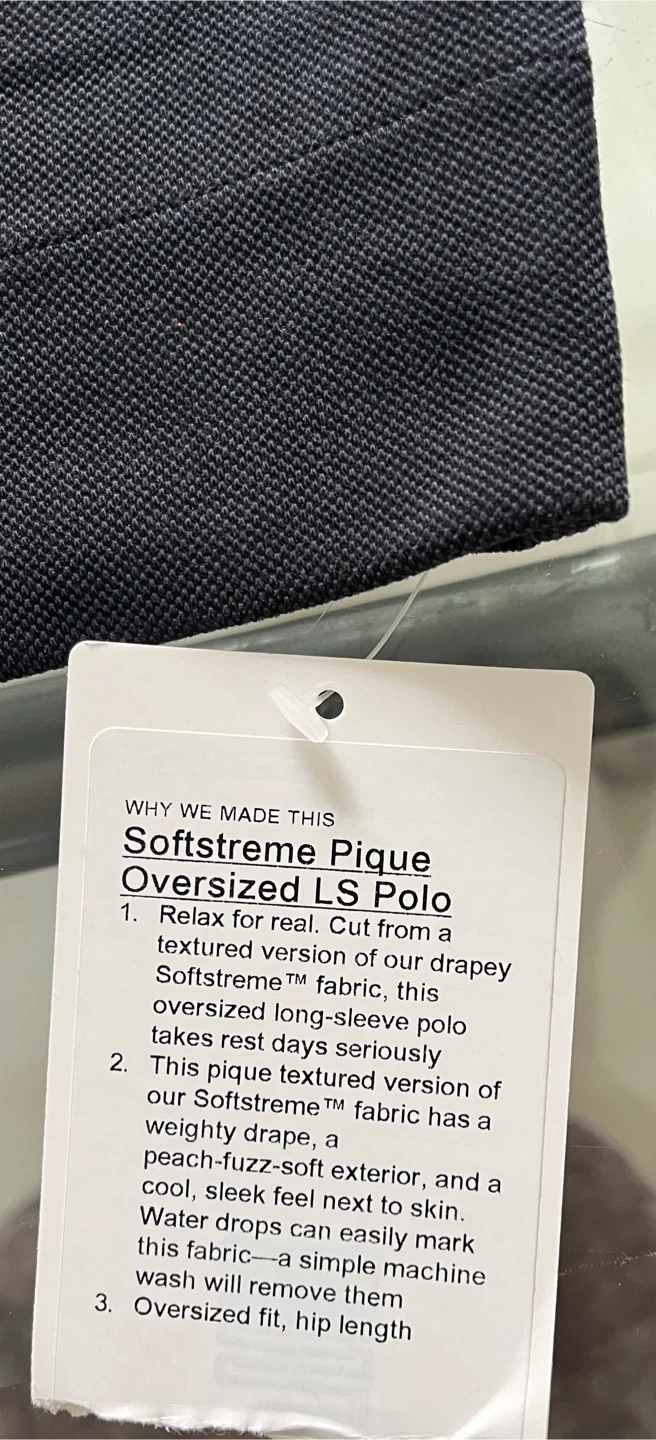 WHY WE MADE THIS
Softstreme Pique
Oversized LS Polo
1. Relax for real. Cut from a
textured version of our drapey
Softstreme™ fabric, this
oversized long-sleeve polo
takes rest days seriously
2. This pique textured version of
our Softstreme™ fabric has a
weighty drape, a
peach-fuzz-soft exterior, and a
cool, sleek feel next to skin.
Water drops can easily mark
this fabric—a simple machine
wash will remove them
3. Oversized fit, hip length